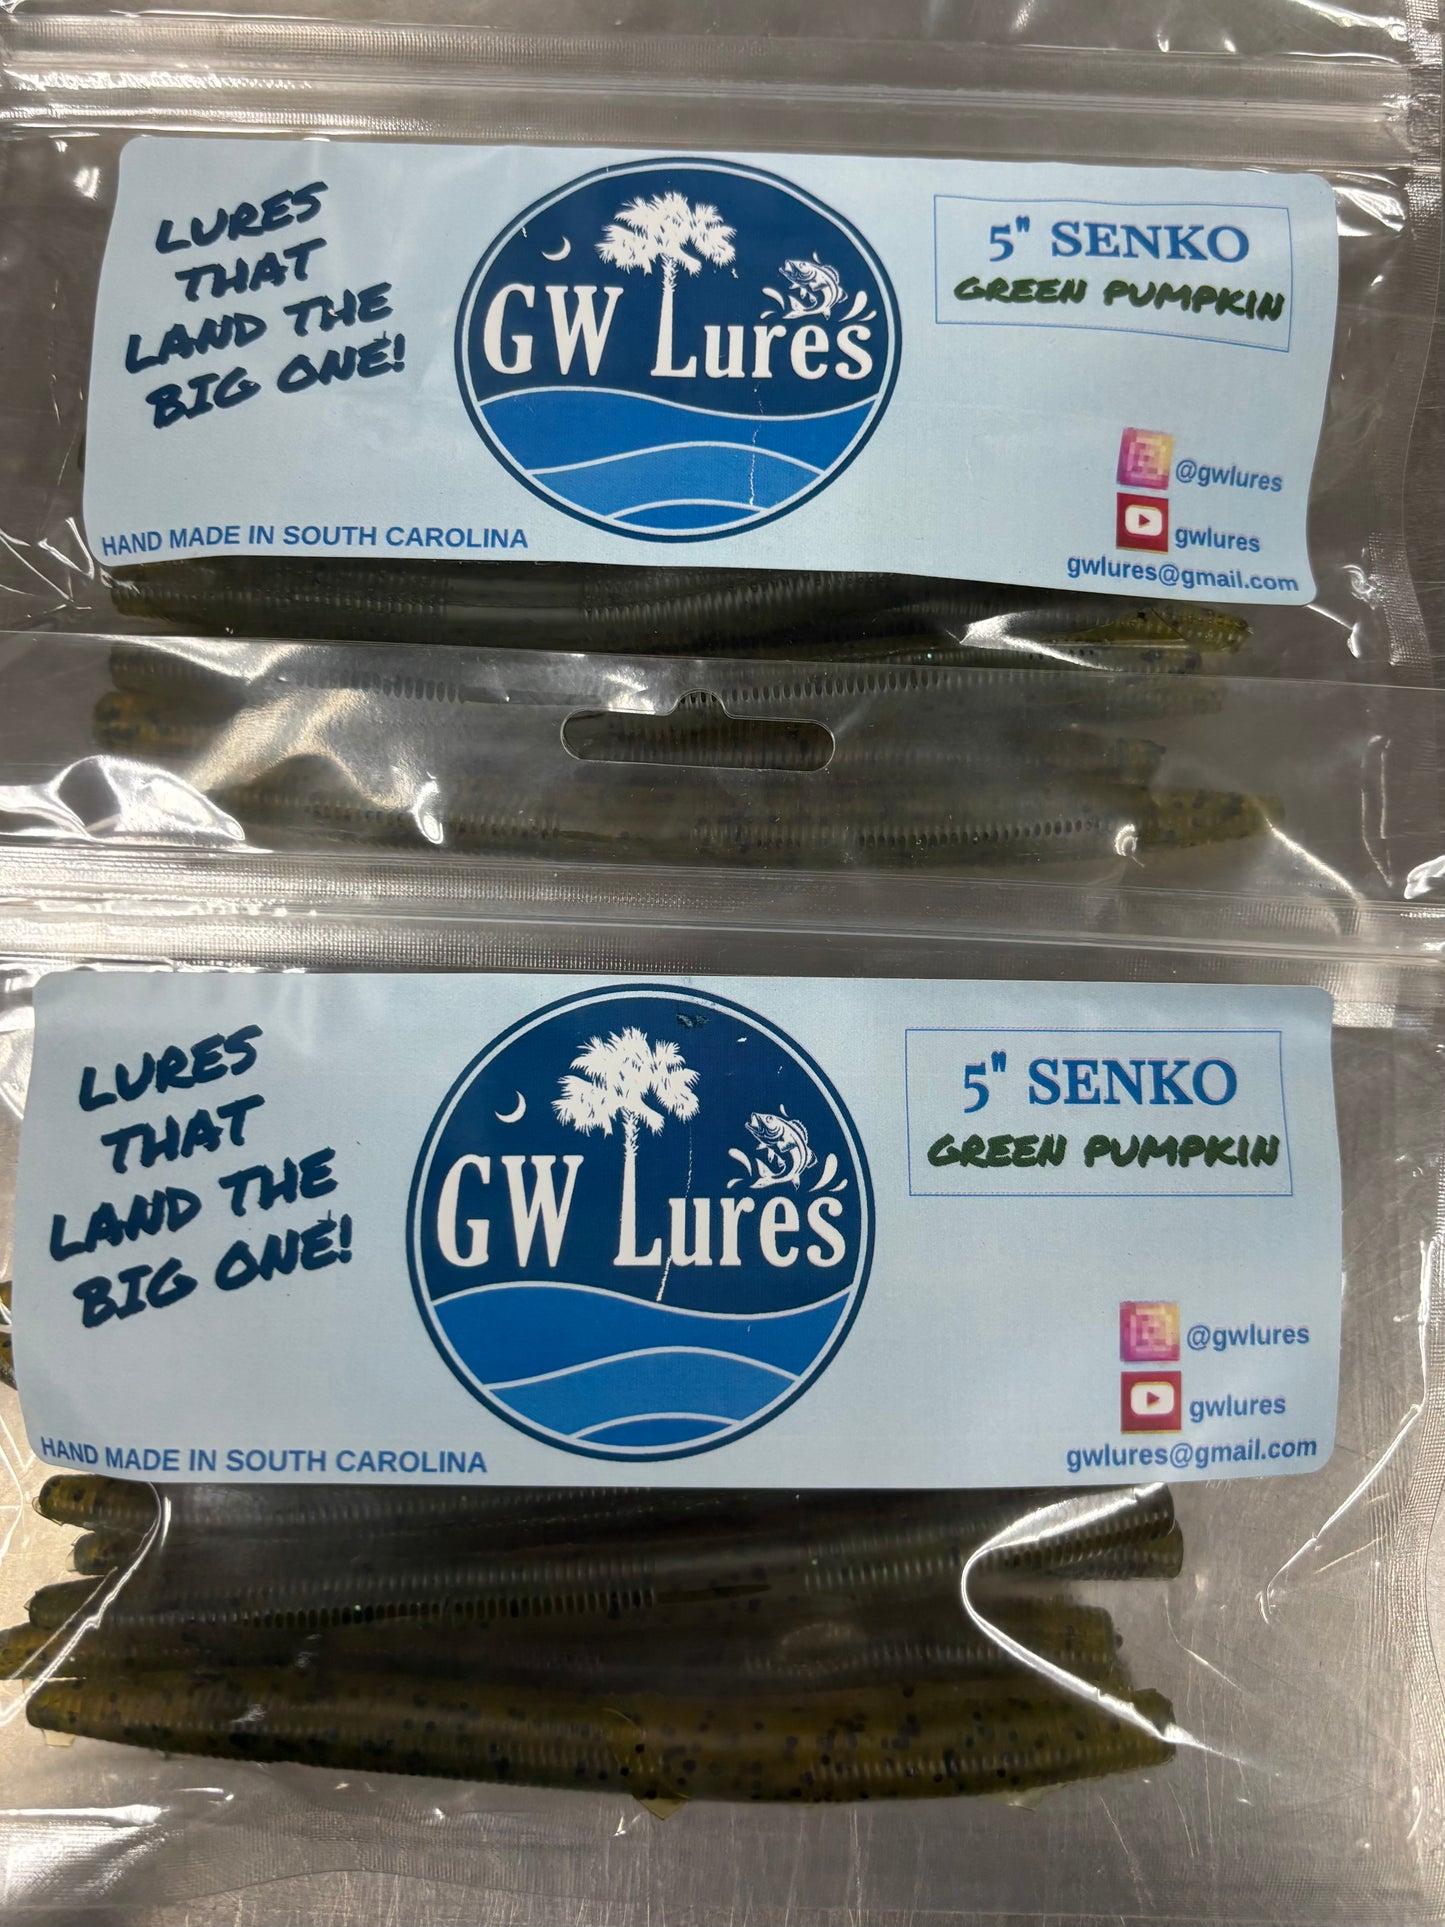 LURES
THAT
LAND THE
BIG ONE!
GW Lures
5" SENKO
GREEN PUMPKIN
@gwlures
gwlures
gwlures@gmail.com
HAND MADE IN SOUTH CAROLINA
LURES
THAT
LAND THE
BIG ONE!
GW Lures
5" SENKO
GREEN PUMPKIN
@gwlures
gwlures
gwlures@gmail.com
HAND MADE IN SOUTH CAROLINA